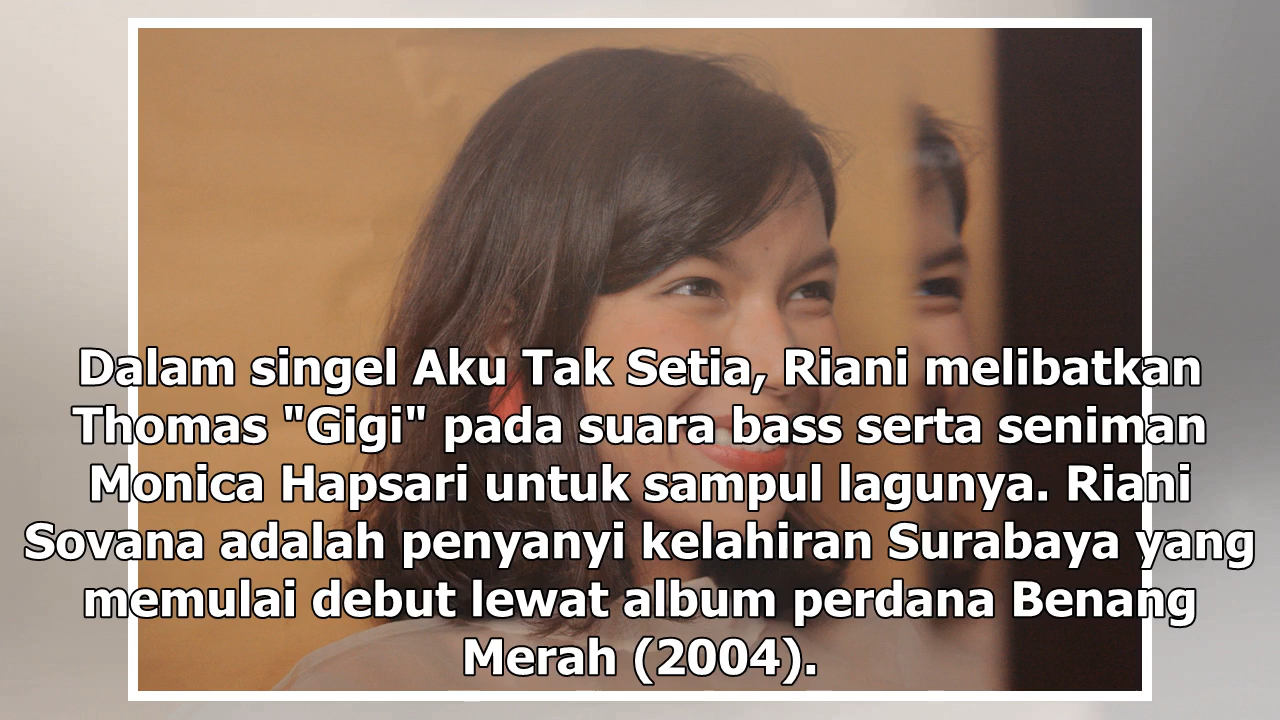 Dalam singel Aku Tak Setia, Riani melibatkan
Thomas "Gigi" pada suara bass serta seniman
Monica Hapsari untuk sampul lagunya. Riani
Sovana adalah penyanyi kelahiran Surabaya yang
memulai debut lewat album perdana Benang
Merah (2004).